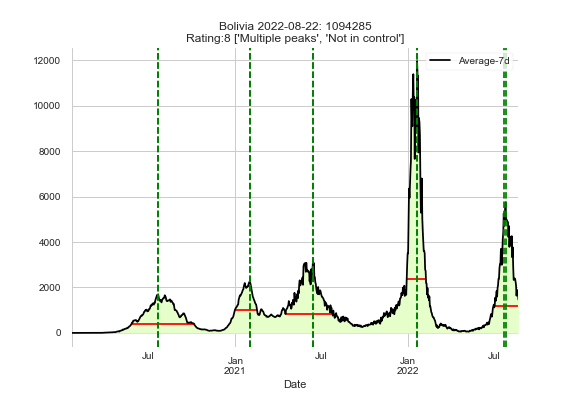 Bolivia 2022-08-22: 1094285
Rating:8 ['Multiple peaks', 'Not in control']
Average-7d
12000
10000
8000
6000
4000
2000
0
Jul
Jan
2021
Jul
Jan
2022
Jul
Date